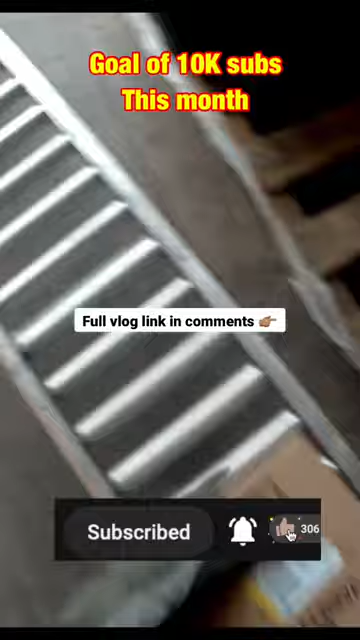 Goal of 10K subs
This month
Full vlog link in comments 👉🏽
Subscribed
306